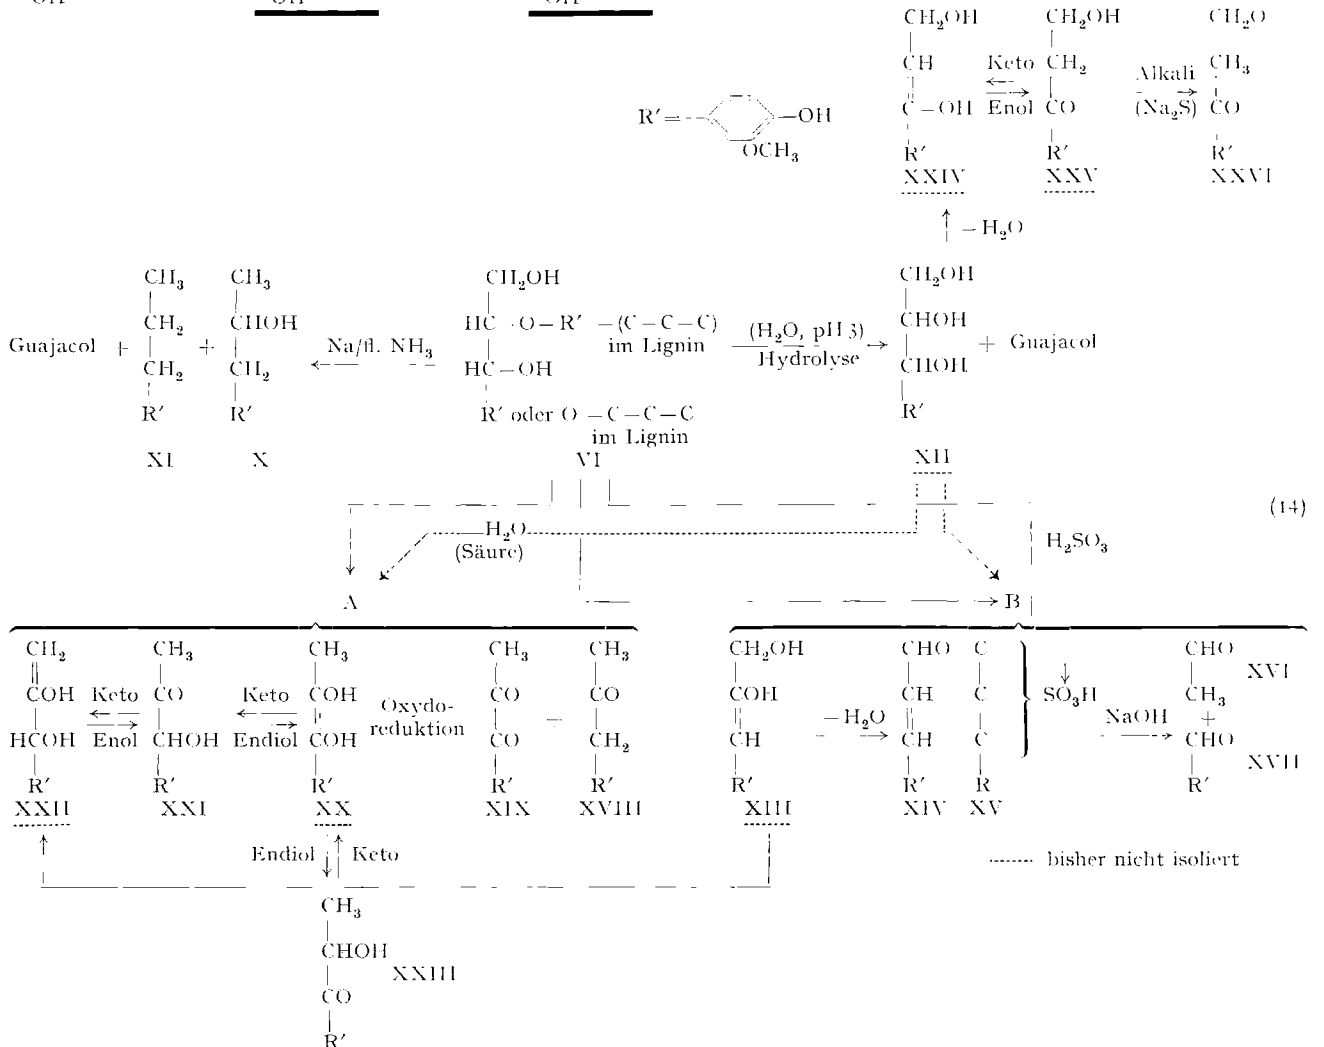 OH OH OH
CH₂OH CH₂OH CH₂O
CH Keto CH₂ Alkali CH₃
R′ = —OH C—OH Enol CO (Na₂S) CO
OCH₃ R′ R′ R′
XXIV XXV XXVI
—H₂O
CH₃ CH₃ CH₂OH CH₂OH
CH₂ CHOH HC·O—R′—(C—C—C) (H₂O, pH 3) CHOH
Guajacol + + Na/fl. NH₃ im Lignin Hydrolyse + Guajacol
CH₂ CH₂ HC—OH CHOH
R′ R′ R′ oder O—C—C—C R′
im Lignin
XI X VI XII
(14)
H₂O H₂SO₃
(Säure)
A B
CH₂ CH₃ CH₃ CH₃ CH₃ CH₂OH CHO C CHO XVI
COH Keto CO Keto COH Oxydo- CO CO COH —H₂O CH C SO₃H NaOH CH₃
HCOH Enol CHOH Endiol COH reduktion CO — CH₂ CH CH C + CHO
R′ R′ R′ R′ R′ R′ R′ R R′ XVII
XXII XXI XX XIX XVIII XIII XIV XV
Endiol Keto bisher nicht isoliert
CH₃
CHOH
XXIII
CO
R′